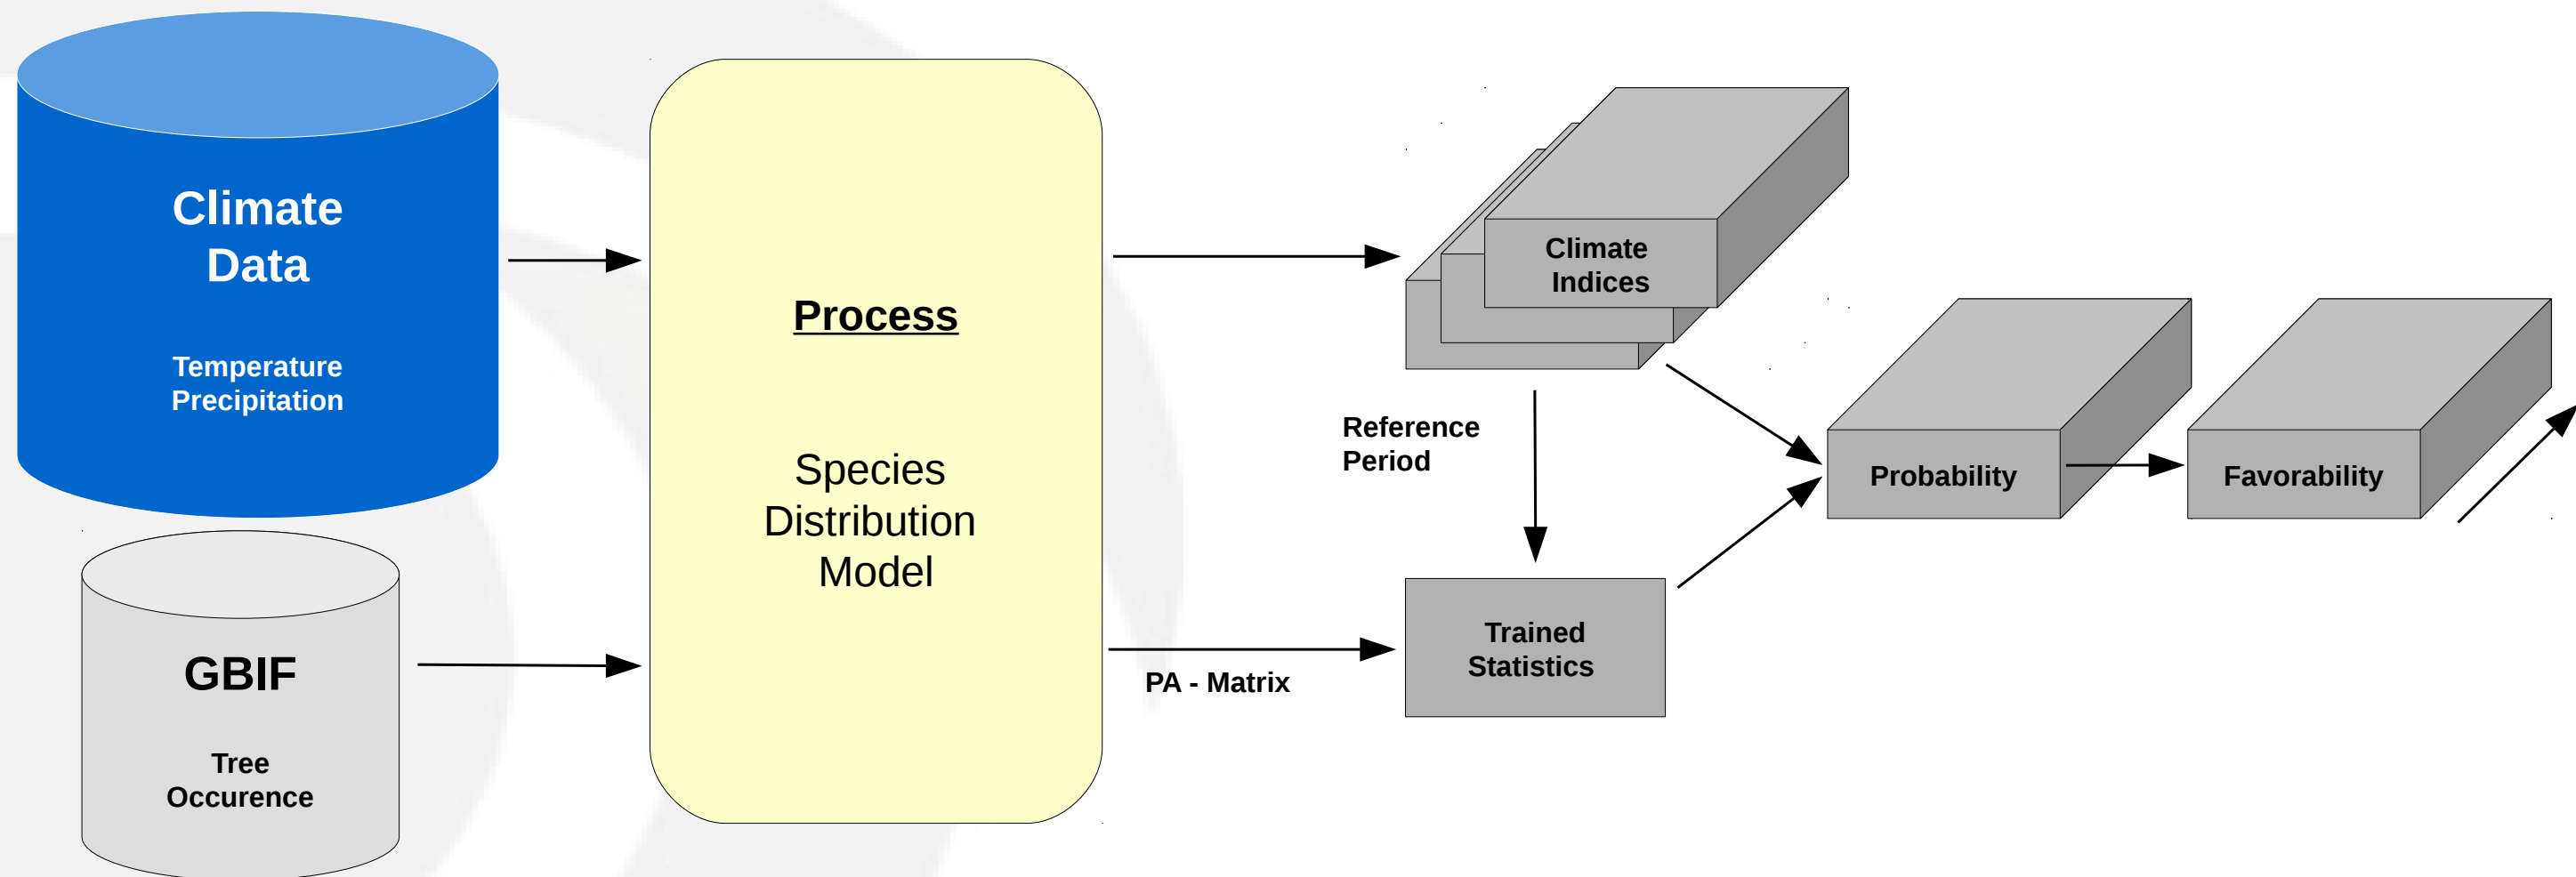 Climate
Data
Temperature
Precipitation
GBIF
Tree
Occurence
Process
Species
Distribution
Model
Climate
Indices
Reference
Period
PA - Matrix
Trained
Statistics
Probability
Favorability